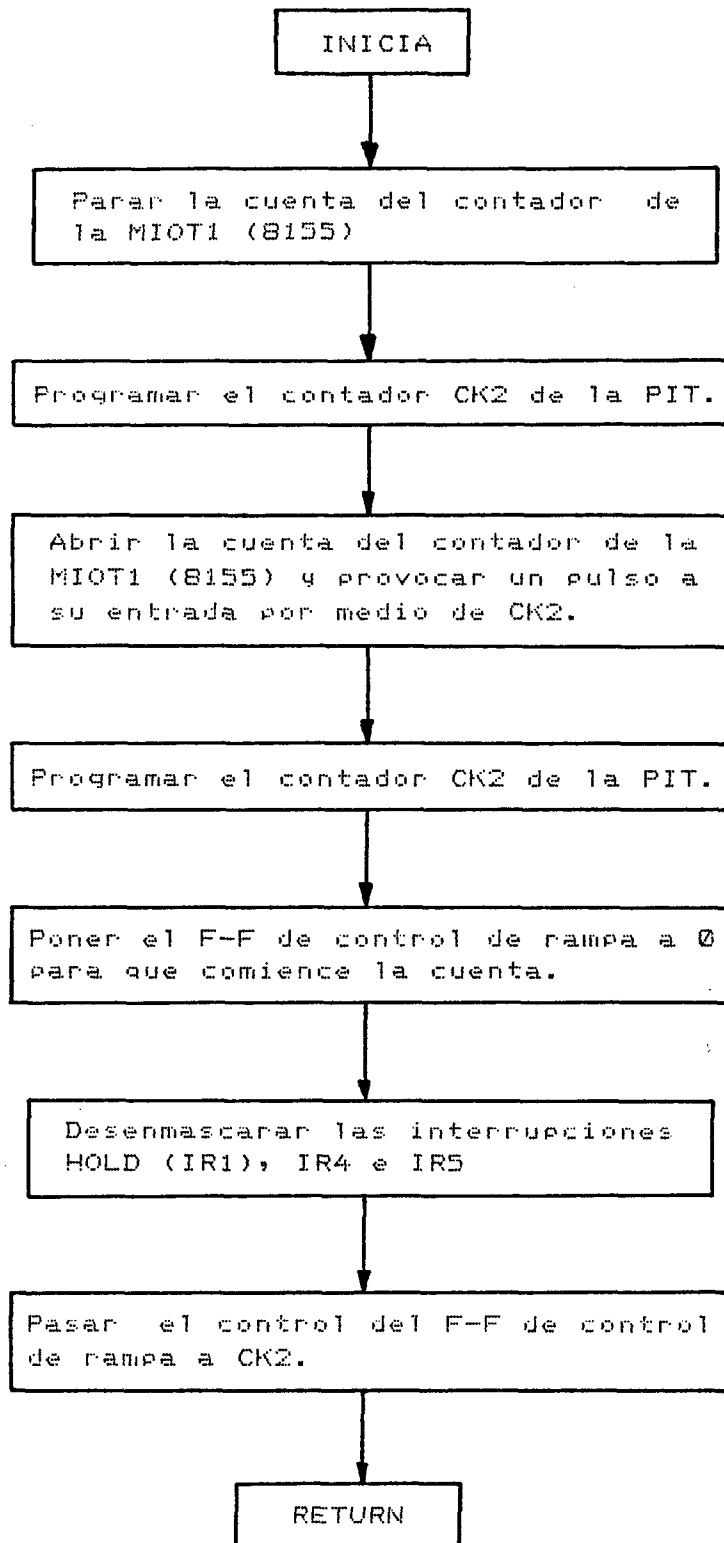 INICIA
Parar la cuenta del contador de
la MIOT1 (8155)
Programar el contador CK2 de la PIT.
Abrir la cuenta del contador de la
MIOT1 (8155) y provocar un pulso a
su entrada por medio de CK2.
Programar el contador CK2 de la PIT.
Poner el F-F de control de rampa a 0
para que comience la cuenta.
Desenmascarar las interrupciones
HOLD (IR1), IR4 e IR5
Pasar el control del F-F de control
de rampa a CK2.
RETURN